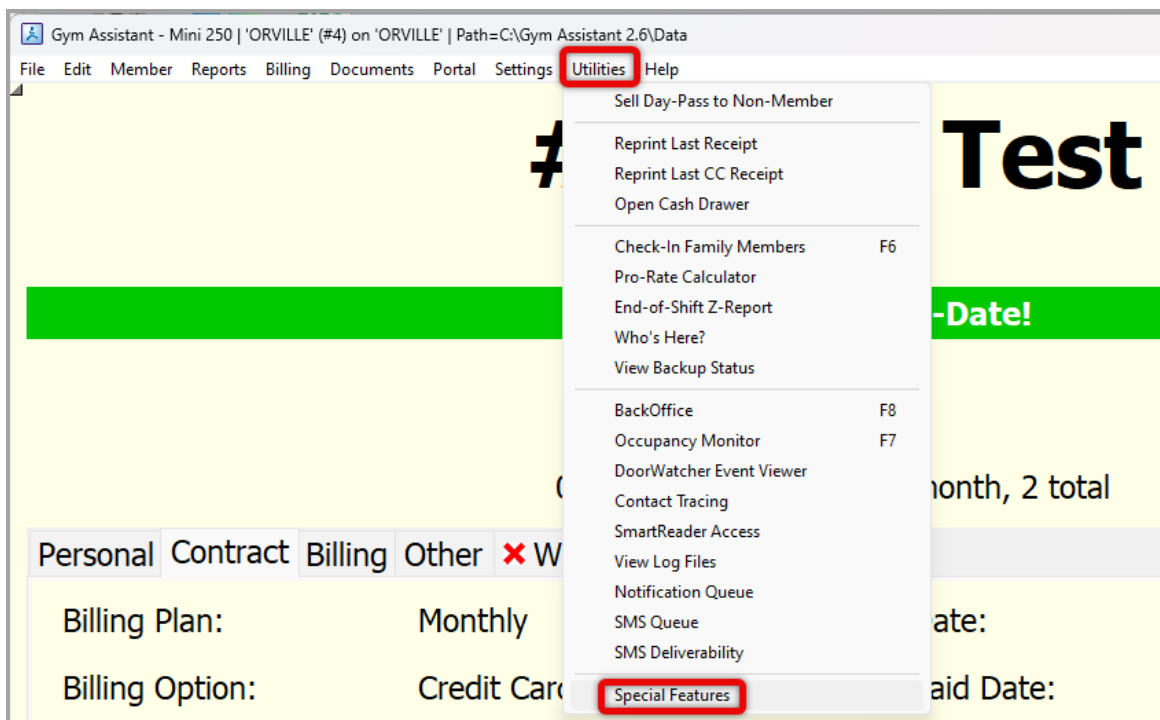 Gym Assistant - Mini 250 | 'ORVILLE' (#4) on 'ORVILLE' | Path=C:\Gym Assistant 2.6\Data
File Edit Member Reports Billing Documents Portal Settings Utilities Help
Sell Day-Pass to Non-Member
Reprint Last Receipt
Reprint Last CC Receipt
Open Cash Drawer
Check-In Family Members F6
Pro-Rate Calculator
End-of-Shift Z-Report
Who's Here?
View Backup Status
BackOffice F8
Occupancy Monitor F7
DoorWatcher Event Viewer
Contact Tracing
SmartReader Access
View Log Files
Notification Queue
SMS Queue
SMS Deliverability
Special Features
# Test
-Date!
month, 2 total
Personal Contract Billing Other W
Billing Plan: Monthly ate:
Billing Option: Credit Card aid Date: